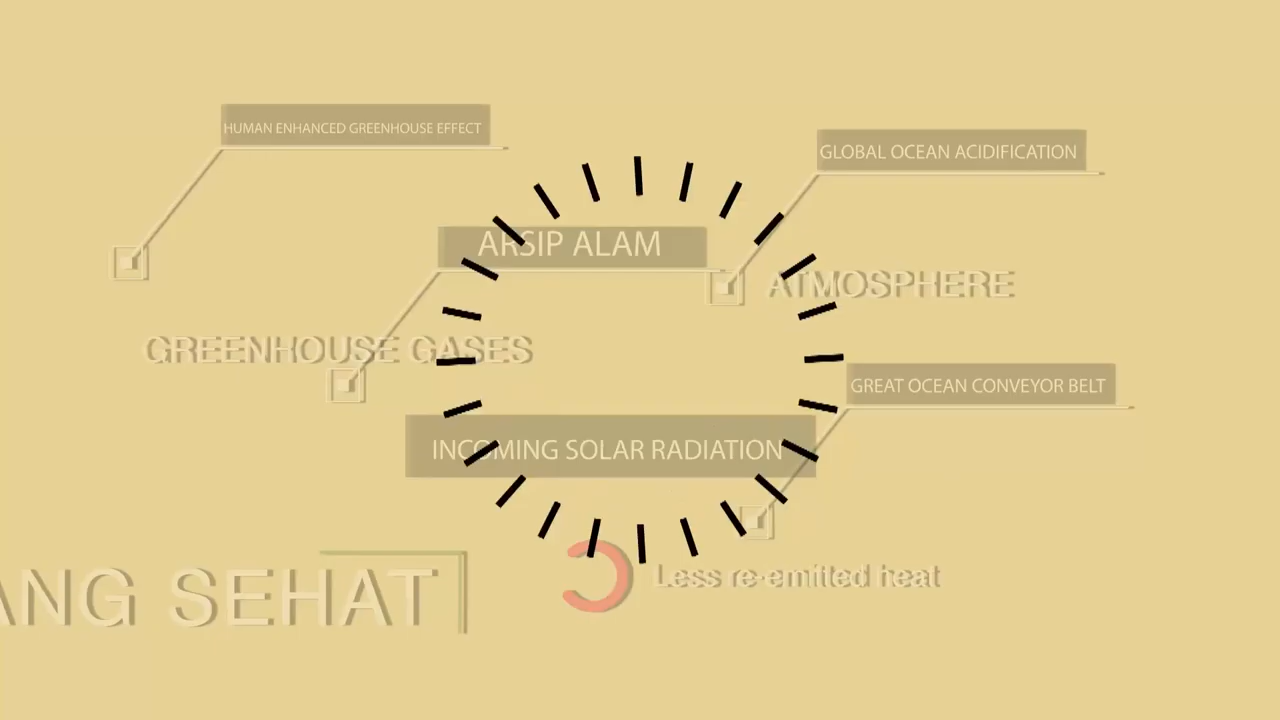 HUMAN ENHANCED GREENHOUSE EFFECT
GLOBAL OCEAN ACIDIFICATION
ARSIP ALAM
ATMOSPHERE
GREENHOUSE GASES
GREAT OCEAN CONVEYOR BELT
INCOMING SOLAR RADIATION
ANG SEHAT
Less re-emitted heat